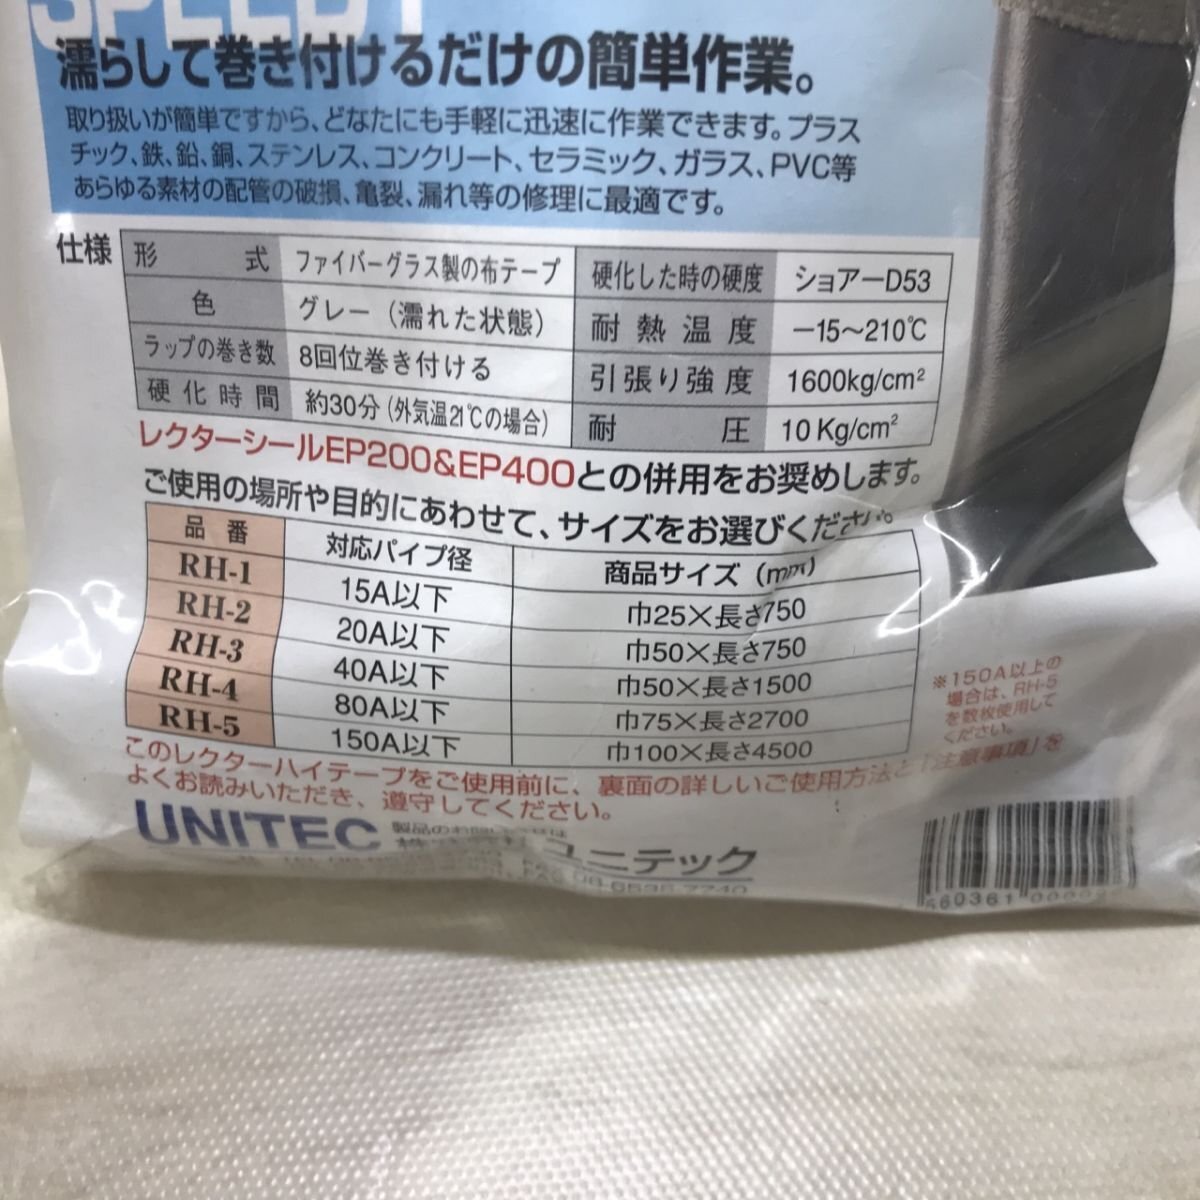 SPEEDY
濡らして巻き付けるだけの簡単作業。
取り扱いが簡単ですから、どなたにも手軽に迅速に作業できます。プラス
チック、鉄、鉛、銅、ステンレス、コンクリート、セラミック、ガラス、PVC等
あらゆる素材の配管の破損、亀裂、漏れ等の修理に最適です。
仕様
形式 ファイバーグラス製の布テープ 硬化した時の硬度 ショアーD53
色 グレー（濡れた状態） 耐熱温度 －15～210℃
ラップの巻き数 8回位巻き付ける 引張り強度 1600kg/cm²
硬化時間 約30分（外気温21℃の場合） 耐圧 10 Kg/cm²
レクターシールEP200&EP400との併用をお奨めします。
ご使用の場所や目的にあわせて、サイズをお選びください。
品番 対応パイプ径 商品サイズ（mm）
RH-1 15A以下 巾25×長さ750
RH-2 20A以下 巾50×長さ750
RH-3 40A以下 巾50×長さ1500
RH-4 80A以下 巾75×長さ2700
RH-5 150A以下 巾100×長さ4500
※150A以上の
場合は、RH-5
を数枚使用して
ください。
このレクターハイテープをご使用前に、裏面の詳しいご使用方法と「注意事項」を
よくお読みいただき、遵守してください。
UNITEC 製品のお問い合せは
株式会社ユニテック
FAX 06-6536-7740
560361